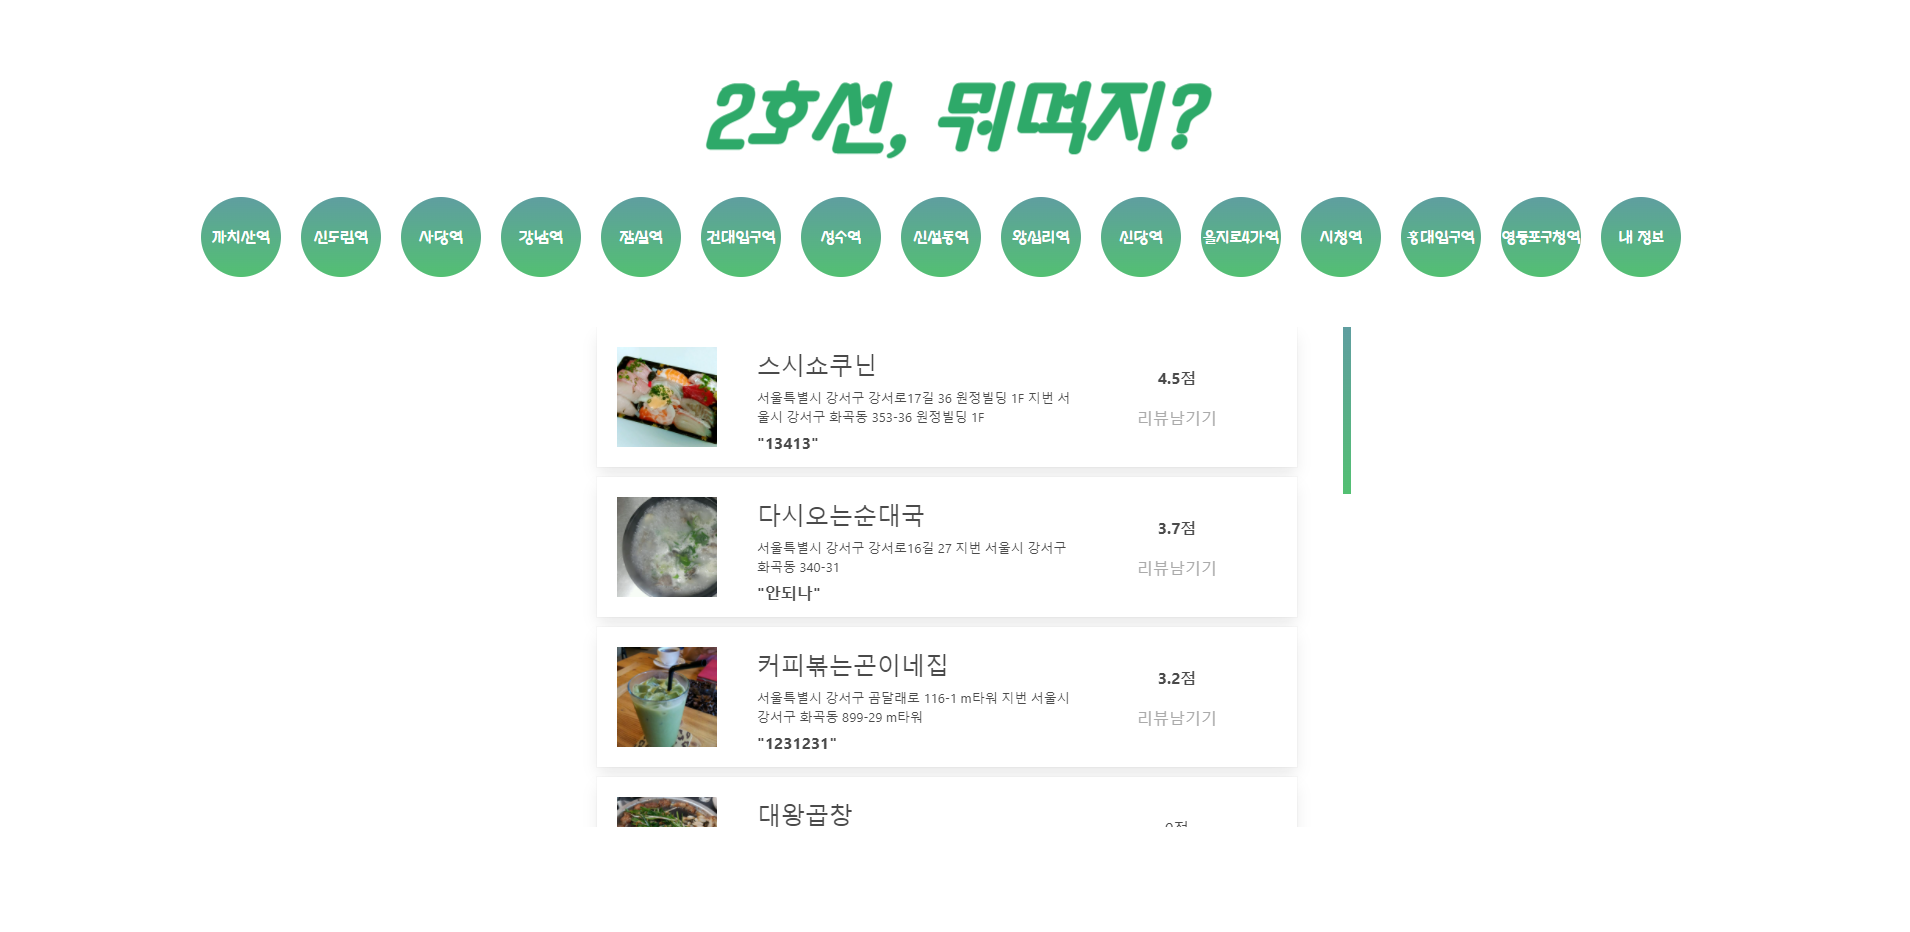 2호선, 뭐먹지?
까치산역 신도림역 사당역 강남역 잠실역 건대입구역 성수역 신설동역 왕십리역 신당역 을지로4가역 시청역 홍대입구역 영등포구청역 내 정보
스시쇼쿠닌
서울특별시 강서구 강서로17길 36 원정빌딩 1F 지번 서
울시 강서구 화곡동 353-36 원정빌딩 1F
"13413"
4.5점
리뷰남기기
다시오는순대국
서울특별시 강서구 강서로16길 27 지번 서울시 강서구
화곡동 340-31
"안되나"
3.7점
리뷰남기기
커피볶는곤이네집
서울특별시 강서구 곰달래로 116-1 m타워 지번 서울시
강서구 화곡동 899-29 m타워
"1231231"
3.2점
리뷰남기기
대왕곱창
0점